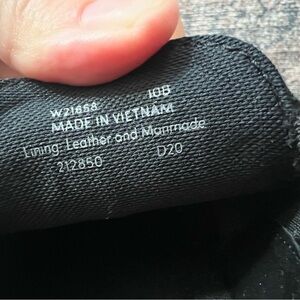 W21658 10B
MADE IN VIETNAM
Lining: Leather and Manmade
212850 D20